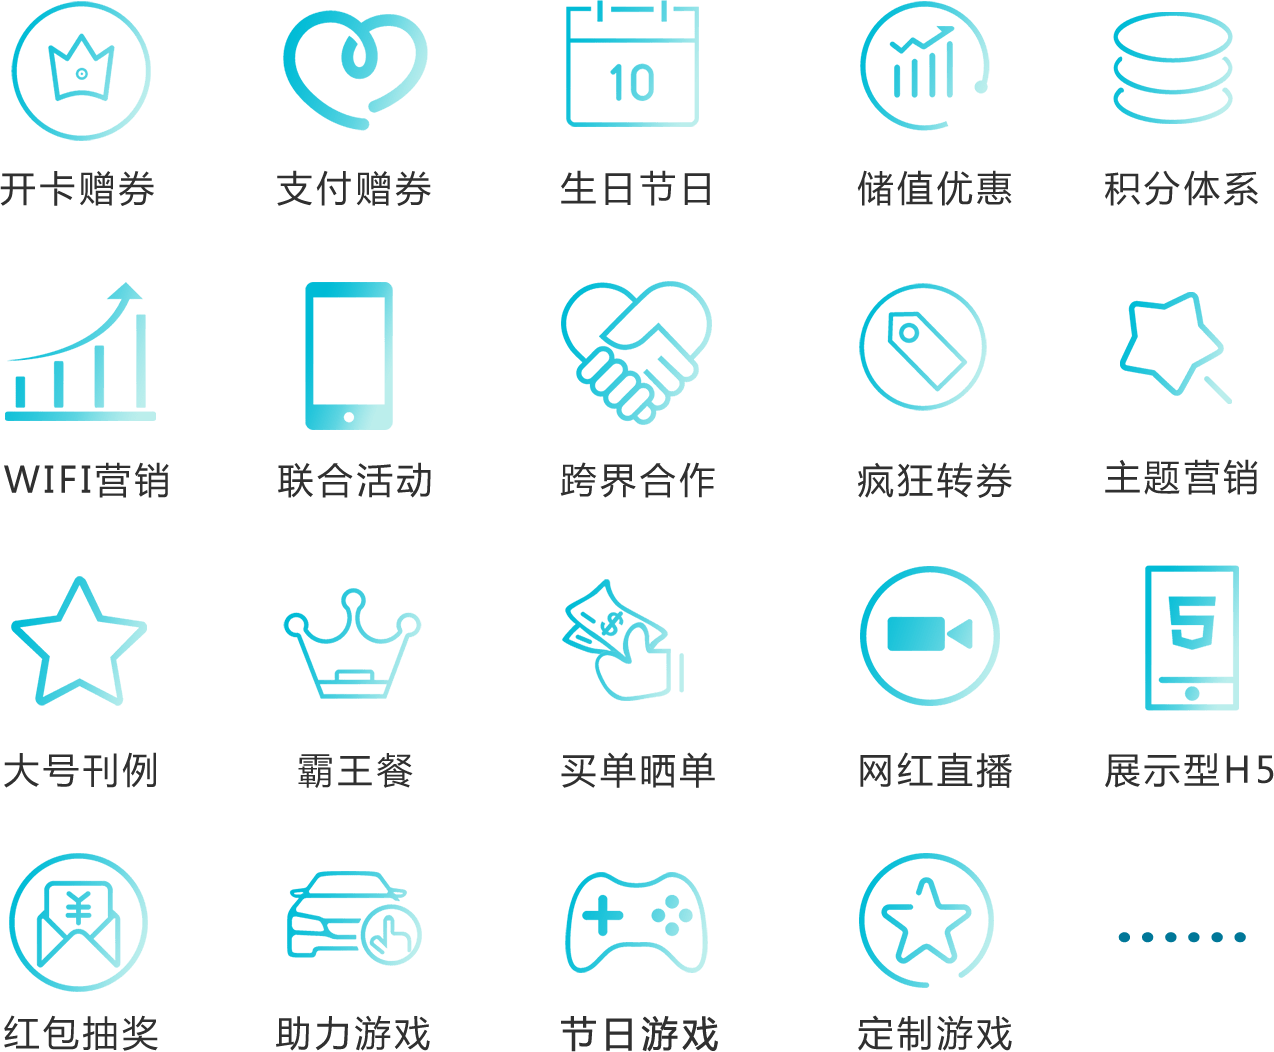 10
开卡赠券 支付赠券 生日节日 储值优惠 积分体系
WIFI营销 联合活动 跨界合作 疯狂转券 主题营销
$
5
大号刊例 霸王餐 买单晒单 网红直播 展示型H5
¥
红包抽奖 助力游戏 节日游戏 定制游戏 ······